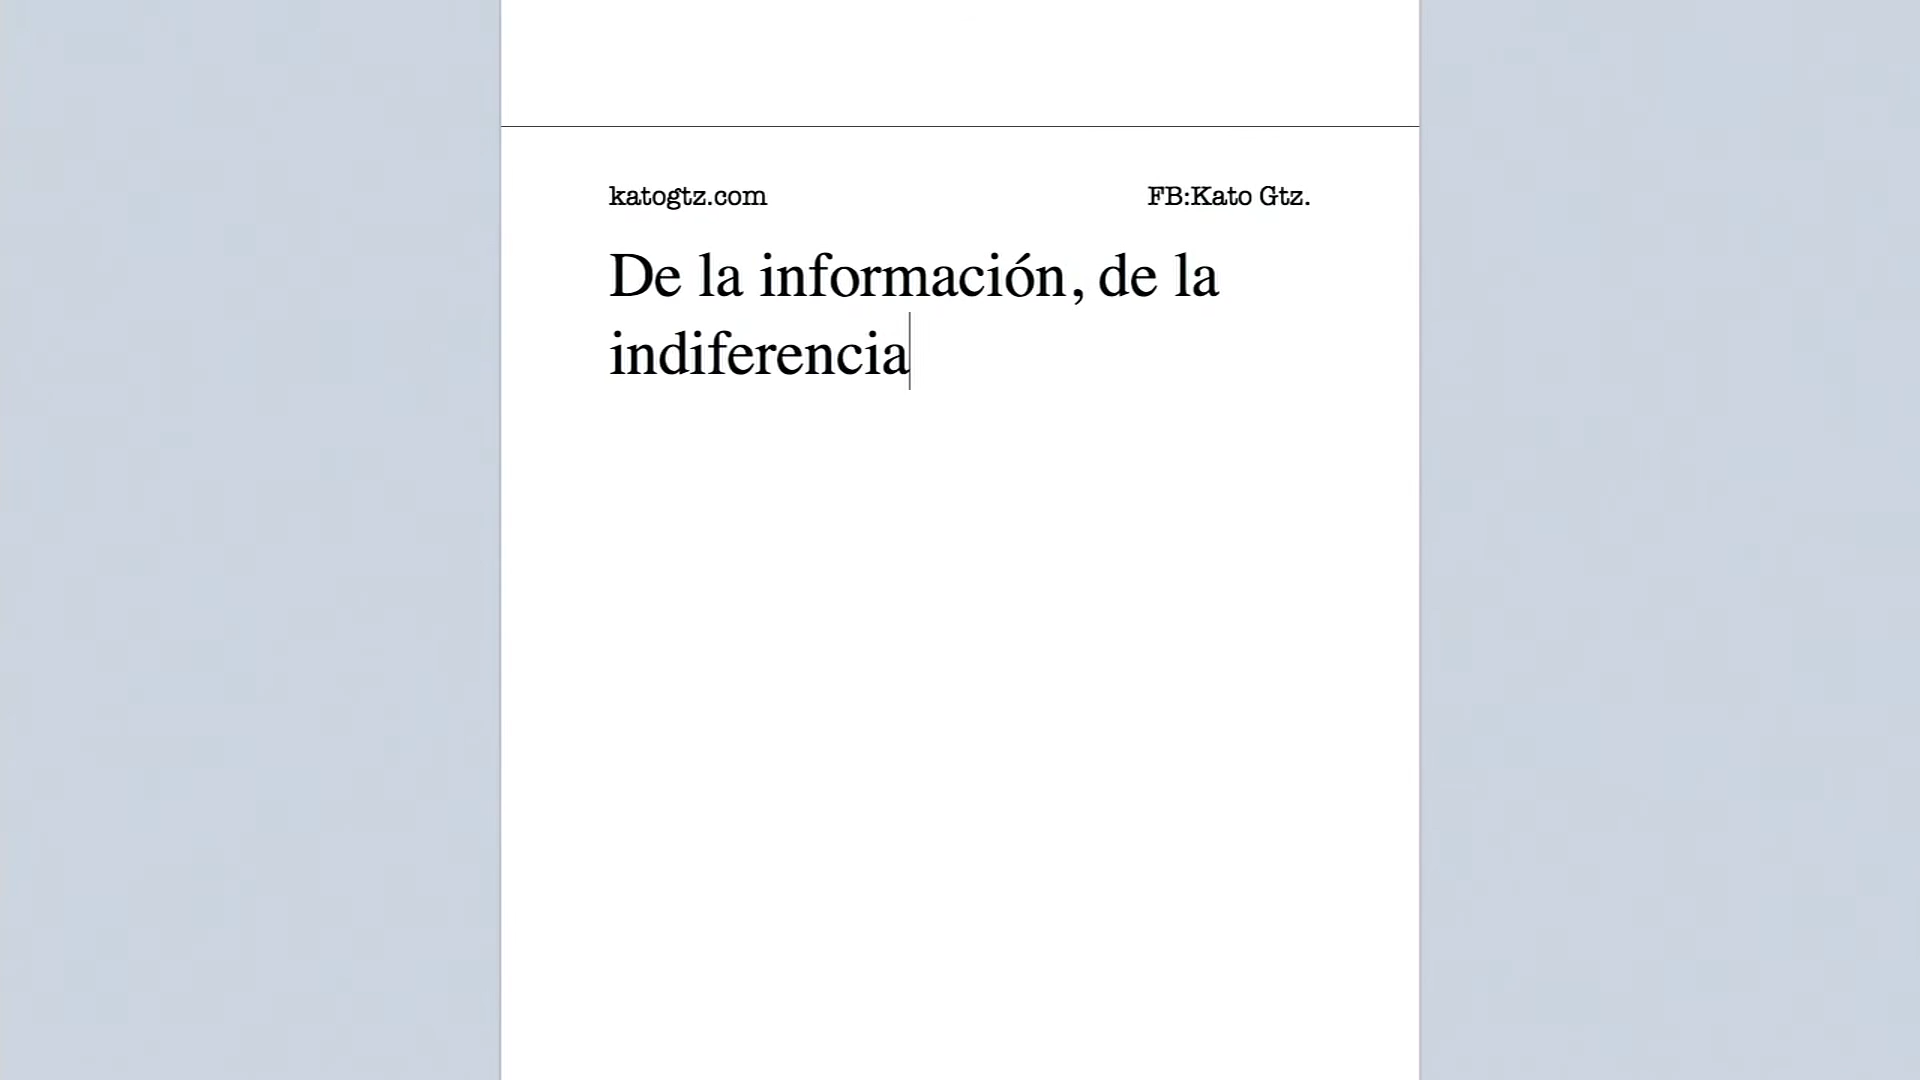 katogtz.com FB:Kato Gtz.
De la información, de la
indiferencia